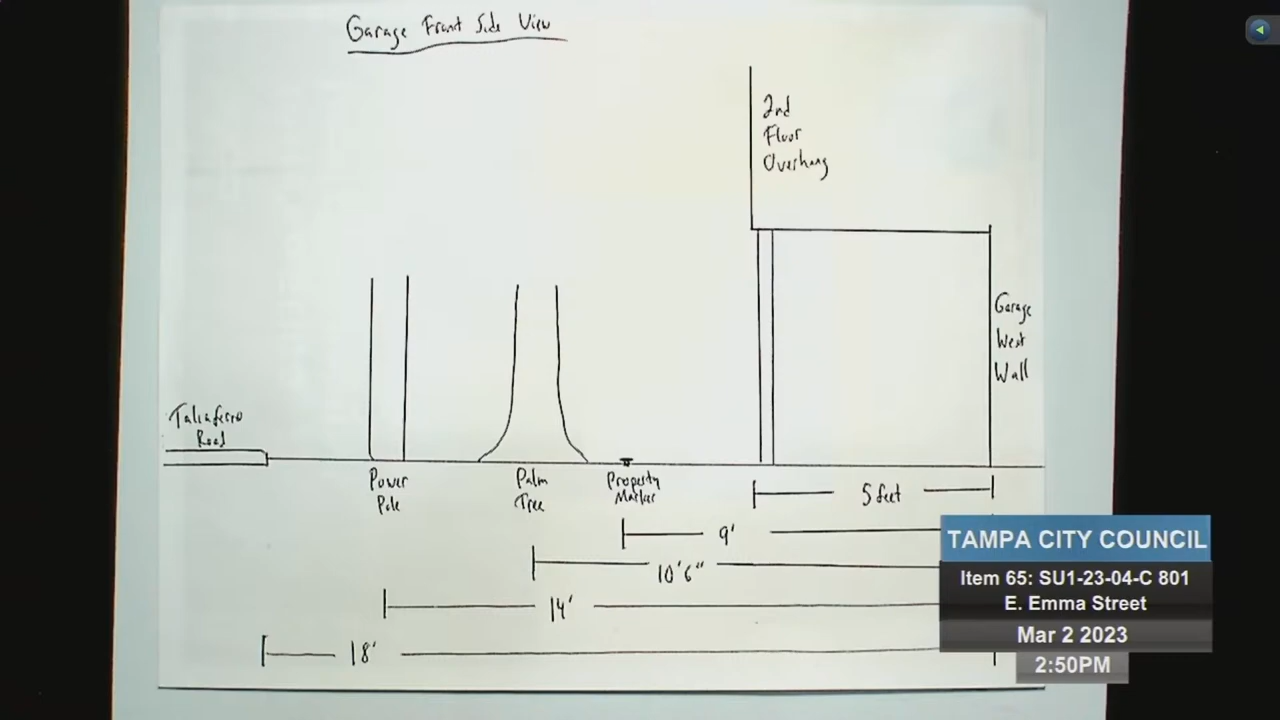 Garage Front Side View
2nd
Floor
Overhang
Garage
West
Wall
Taliaferro
Road
Power
Pole
Palm
Tree
Property
Marker
5 feet
9'
10'6"
14'
18'
TAMPA CITY COUNCIL
Item 65: SU1-23-04-C 801
E. Emma Street
Mar 2 2023
2:50PM